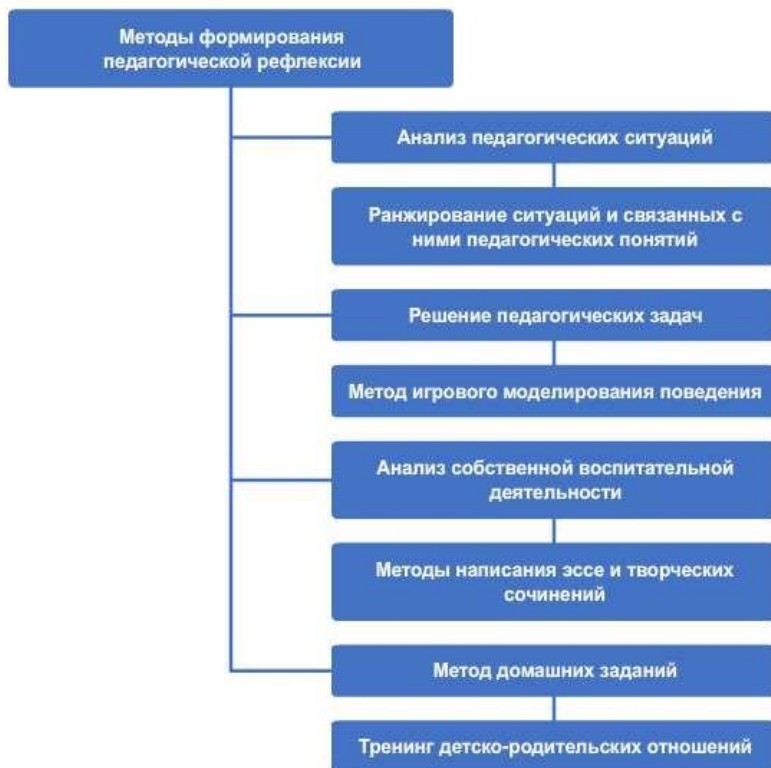 Методы формирования
педагогической рефлексии
Анализ педагогических ситуаций
Ранжирование ситуаций и связанных с
ними педагогических понятий
Решение педагогических задач
Метод игрового моделирования поведения
Анализ собственной воспитательной
деятельности
Методы написания эссе и творческих
сочинений
Метод домашних заданий
Тренинг детско-родительских отношений